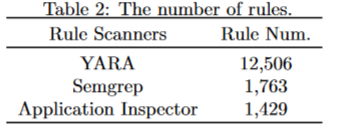 Table 2: The number of rules.
Rule Scanners Rule Num.
YARA 12,506
Semgrep 1,763
Application Inspector 1,429